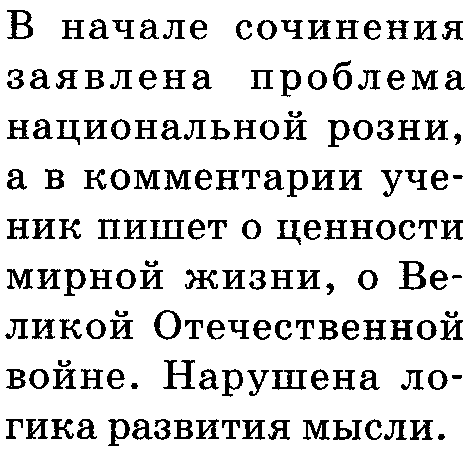 В начале сочинения
заявлена проблема
национальной розни,
а в комментарии уче-
ник пишет о ценности
мирной жизни, о Ве-
ликой Отечественной
войне. Нарушена ло-
гика развития мысли.